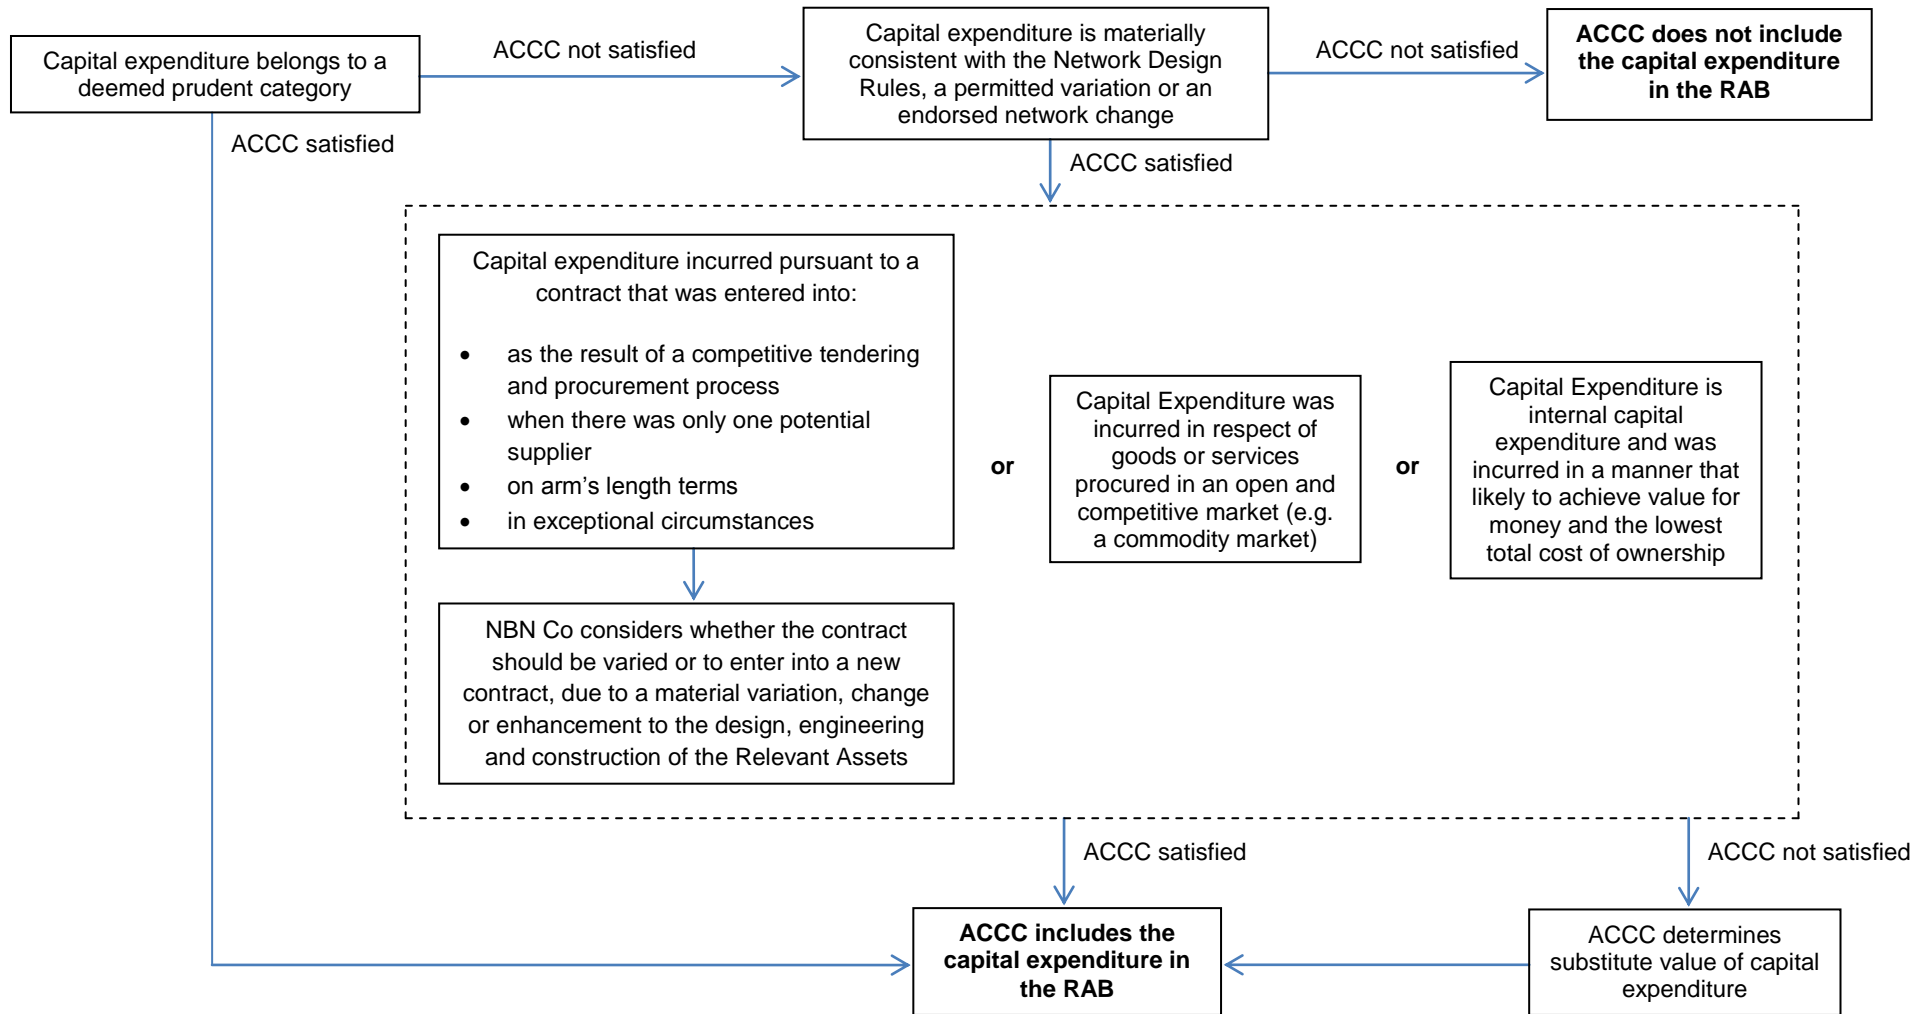 Capital expenditure belongs to a
deemed prudent category
ACCC not satisfied
Capital expenditure is materially
consistent with the Network Design
Rules, a permitted variation or an
endorsed network change
ACCC not satisfied
ACCC does not include
the capital expenditure
in the RAB
ACCC satisfied
ACCC satisfied
Capital expenditure incurred pursuant to a
contract that was entered into:
• as the result of a competitive tendering
and procurement process
• when there was only one potential
supplier
• on arm's length terms
• in exceptional circumstances
or
Capital Expenditure was
incurred in respect of
goods or services
procured in an open and
competitive market (e.g.
a commodity market)
or
Capital Expenditure is
internal capital
expenditure and was
incurred in a manner that
likely to achieve value for
money and the lowest
total cost of ownership
NBN Co considers whether the contract
should be varied or to enter into a new
contract, due to a material variation, change
or enhancement to the design, engineering
and construction of the Relevant Assets
ACCC satisfied
ACCC not satisfied
ACCC includes the
capital expenditure in
the RAB
ACCC determines
substitute value of capital
expenditure